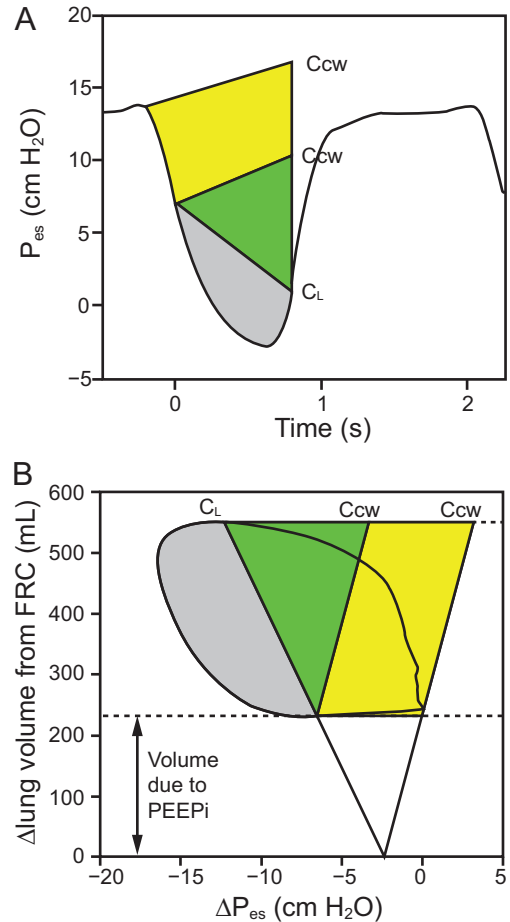 A
20
15
10
5
0
−5
Pes (cm H2O)
Ccw
Ccw
CL
0
1
2
Time (s)
B
600
500
400
300
200
100
0
Δlung volume from FRC (mL)
CL
Ccw
Ccw
Volume
due to
PEEPi
−20
−15
−10
−5
0
5
ΔPes (cm H2O)